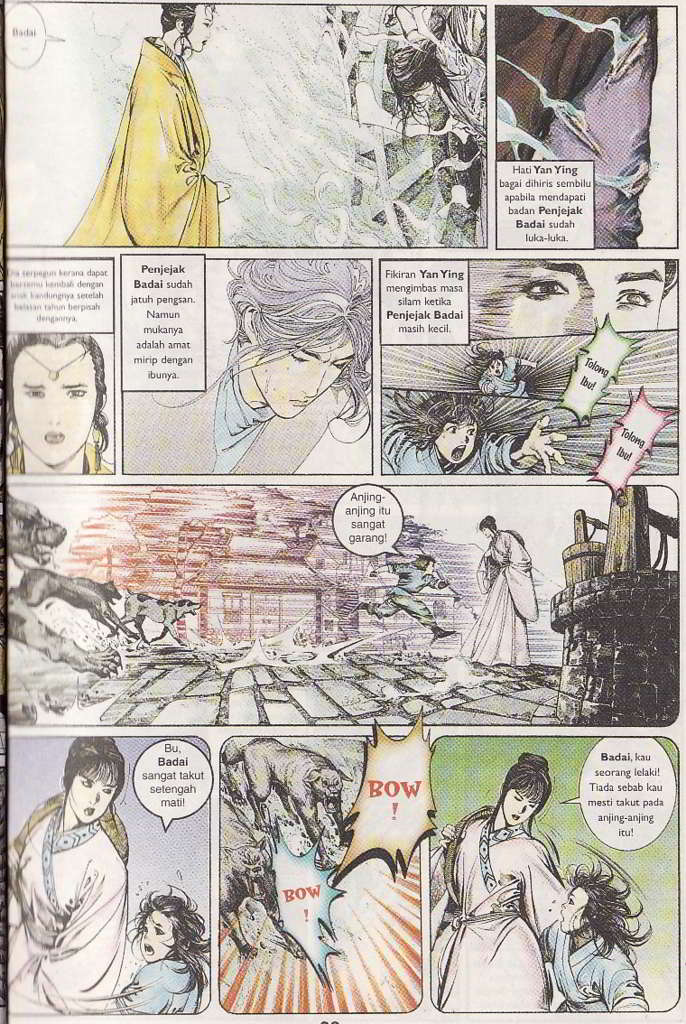 Badai
...
Hati Yan Ying
bagai dihiris sembilu
apabila mendapati
badan Penjejak
Badai sudah
luka-luka.
terpegun kerana dapat
bertemu kembali dengan
anak kandungnya setelah
belasan tahun berpisah
dengannya.
Penjejak
Badai sudah
jatuh pengsan.
Namun
mukanya
adalah amat
mirip dengan
ibunya.
Fikiran Yan Ying
mengimbas masa
silam ketika
Penjejak Badai
masih kecil.
Tolong
Ibu!
Tolong
Ibu!
Anjing-
anjing itu
sangat
garang!
Bu,
Badai
sangat takut
setengah
mati!
BOW
!
BOW
!
Badai, kau
seorang lelaki!
Tiada sebab kau
mesti takut pada
anjing-anjing
itu!